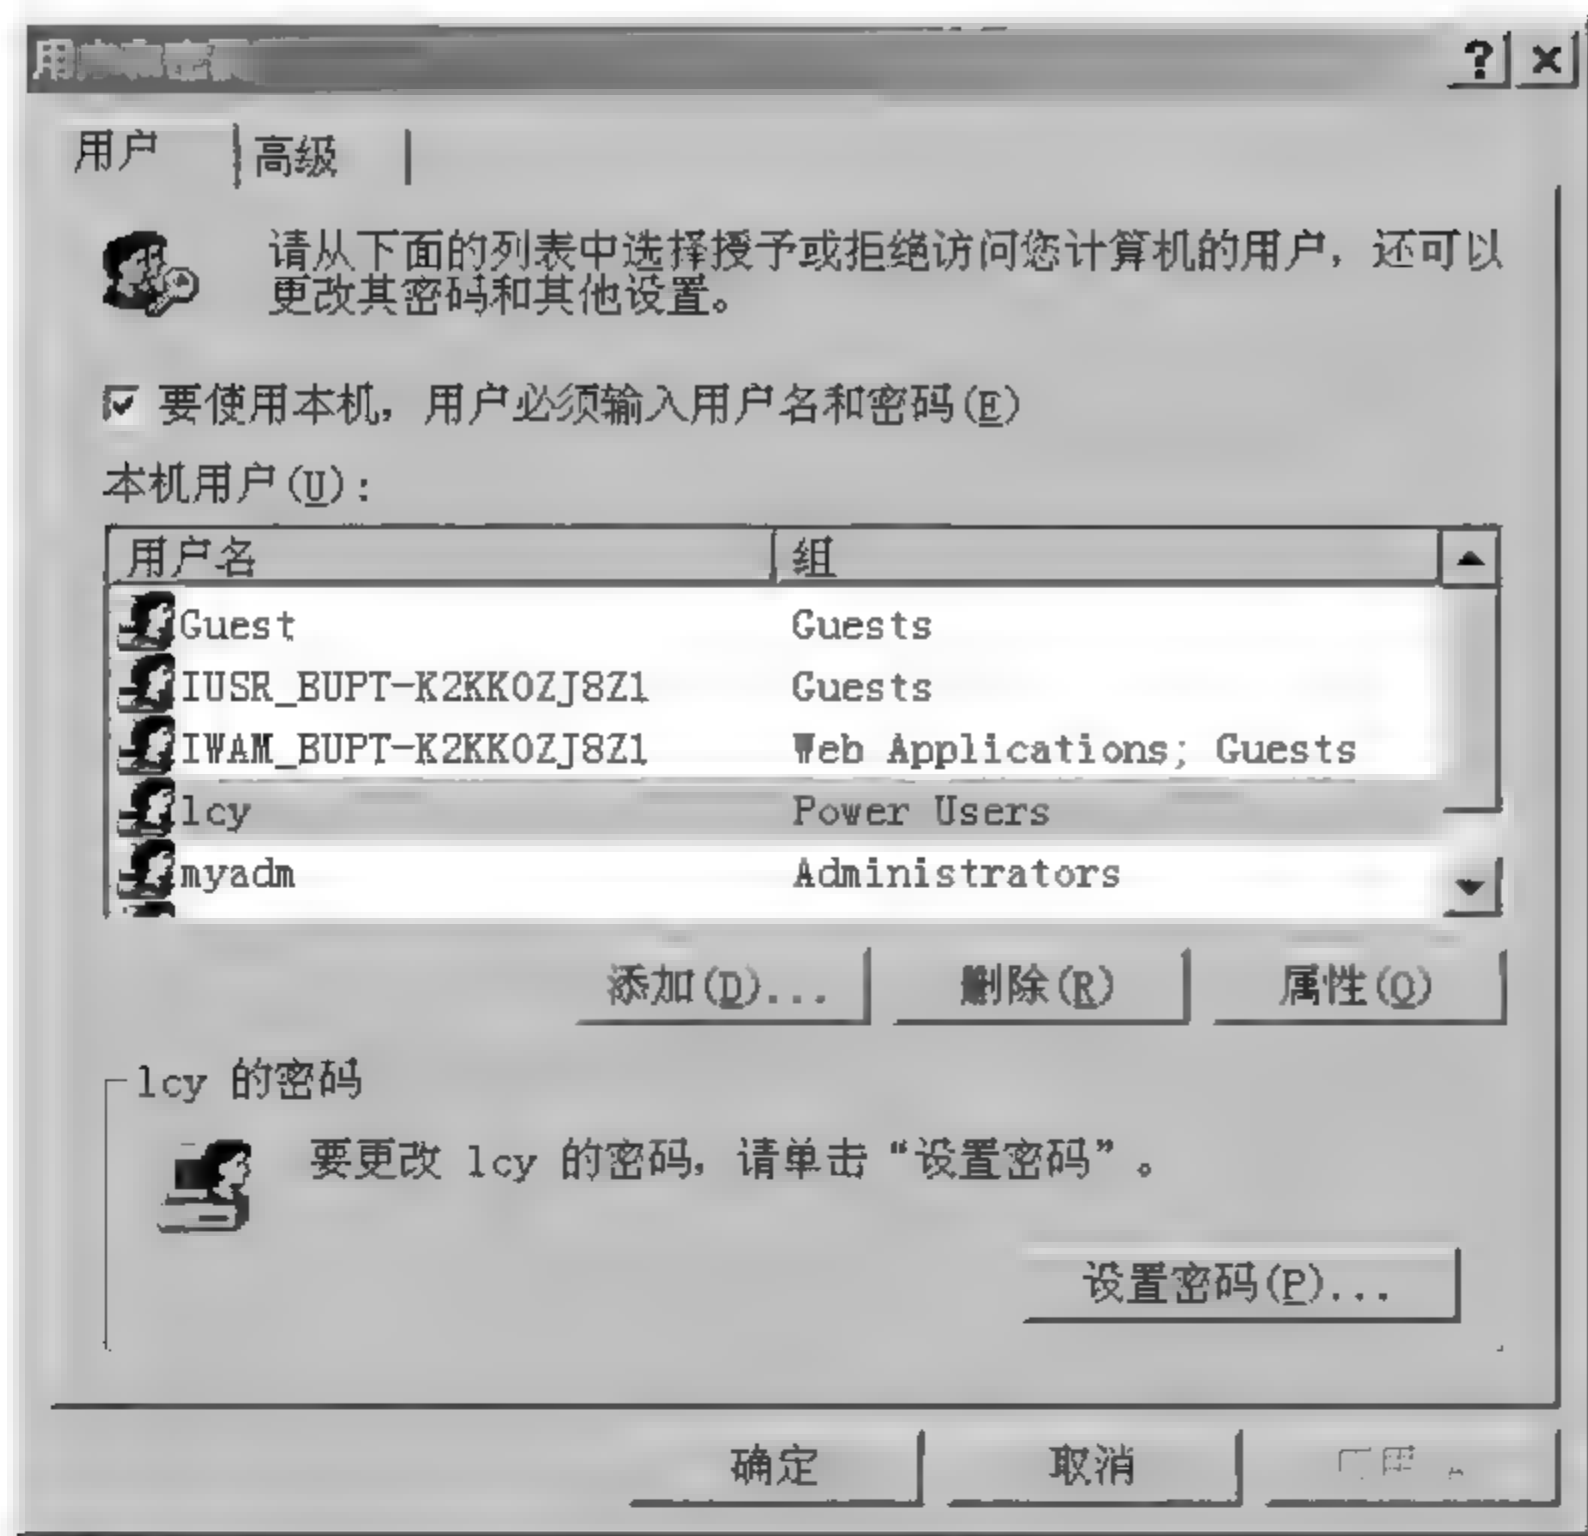 用户
高级
请从下面的列表中选择授予或拒绝访问您计算机的用户，还可以
更改其密码和其他设置。
要使用本机，用户必须输入用户名和密码(E)
本机用户(U)：
用户名 组
Guest Guests
IUSR_BUPT-K2KKOZJ8Z1 Guests
IWAM_BUPT-K2KKOZJ8Z1 Web Applications; Guests
lcy Power Users
myadm Administrators
添加(D)... 删除(R) 属性(O)
lcy 的密码
要更改 lcy 的密码，请单击“设置密码”。
设置密码(P)...
确定 取消